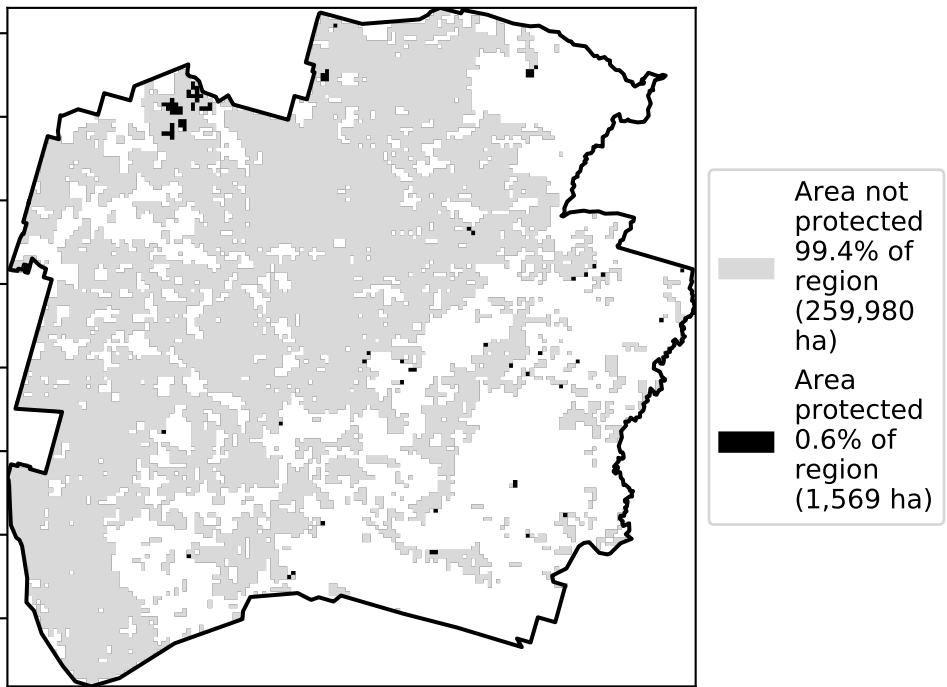 Area not
protected
99.4% of
region
(259,980
ha)
Area
protected
0.6% of
region
(1,569 ha)